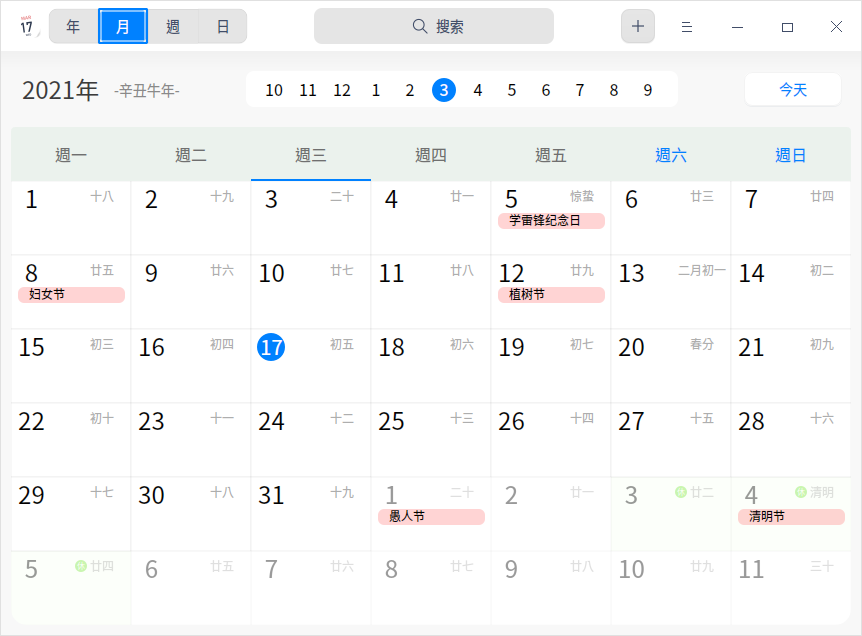 17 年 月 週 日 搜索
2021年 -辛丑牛年- 10 11 12 1 2 3 4 5 6 7 8 9 今天
週一 週二 週三 週四 週五 週六 週日
1 十八 2 十九 3 二十 4 廿一 5 惊蛰 6 廿三 7 廿四
学雷锋纪念日
8 廿五 9 廿六 10 廿七 11 廿八 12 廿九 13 二月初一 14 初二
妇女节 植树节
15 初三 16 初四 17 初五 18 初六 19 初七 20 春分 21 初九
22 初十 23 十一 24 十二 25 十三 26 十四 27 十五 28 十六
29 十七 30 十八 31 十九 1 二十 2 廿一 3 休 廿二 4 休 清明
愚人节 清明节
5 休 廿四 6 廿五 7 廿六 8 廿七 9 廿八 10 廿九 11 三十